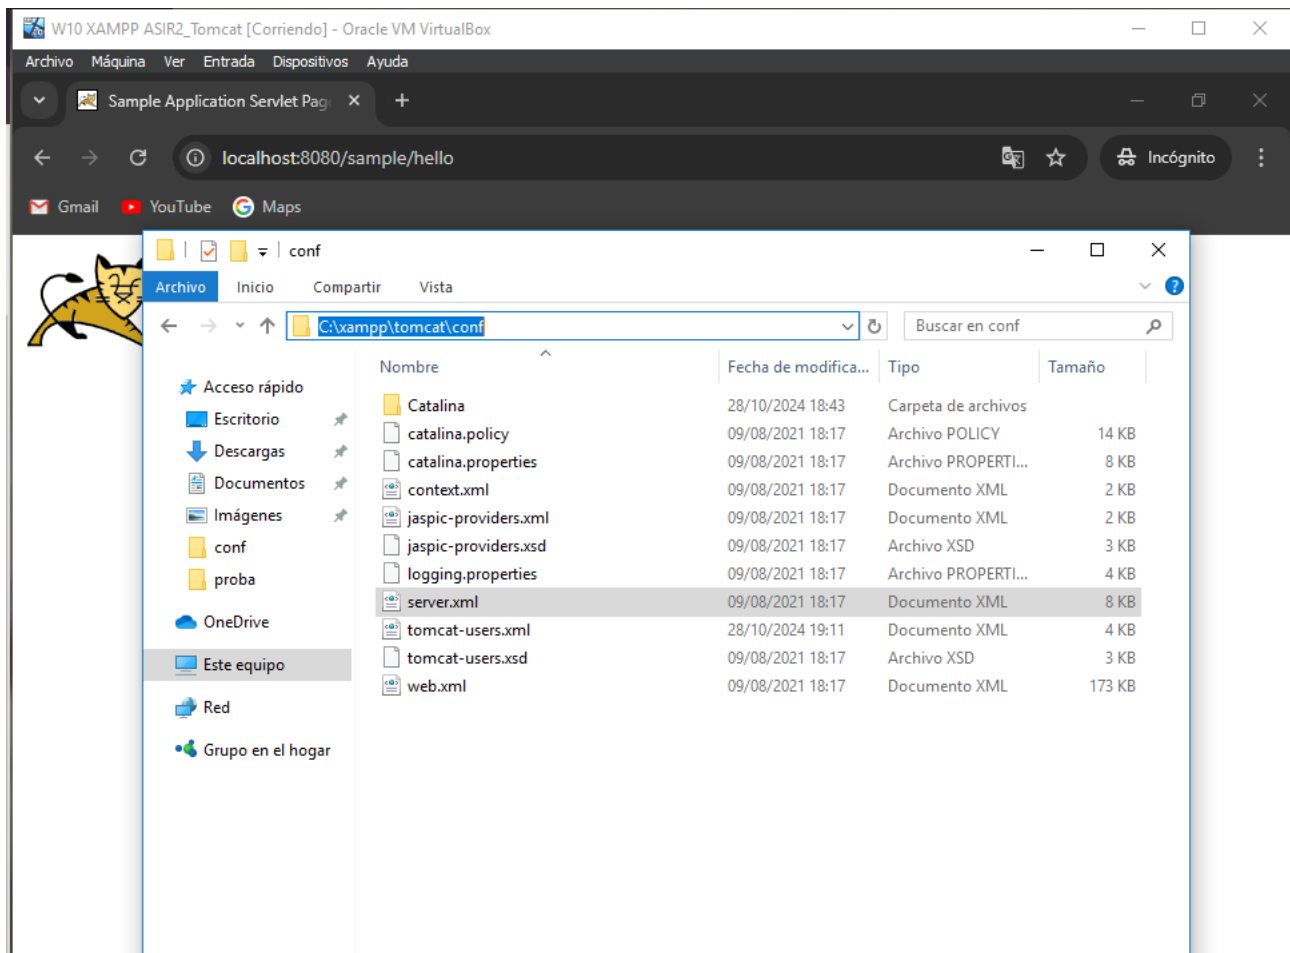 W10 XAMPP ASIR2_Tomcat [Corriendo] - Oracle VM VirtualBox
Archivo Máquina Ver Entrada Dispositivos Ayuda
Sample Application Servlet Pag
localhost:8080/sample/hello
Incógnito
Gmail YouTube Maps
conf
Archivo Inicio Compartir Vista
C:\xampp\tomcat\conf
Buscar en conf
Nombre Fecha de modifica... Tipo Tamaño
Acceso rápido
Escritorio
Descargas
Documentos
Imágenes
conf
proba
OneDrive
Este equipo
Red
Grupo en el hogar
Catalina 28/10/2024 18:43 Carpeta de archivos
catalina.policy 09/08/2021 18:17 Archivo POLICY 14 KB
catalina.properties 09/08/2021 18:17 Archivo PROPERTI... 8 KB
context.xml 09/08/2021 18:17 Documento XML 2 KB
jaspic-providers.xml 09/08/2021 18:17 Documento XML 2 KB
jaspic-providers.xsd 09/08/2021 18:17 Archivo XSD 3 KB
logging.properties 09/08/2021 18:17 Archivo PROPERTI... 4 KB
server.xml 09/08/2021 18:17 Documento XML 8 KB
tomcat-users.xml 28/10/2024 19:11 Documento XML 4 KB
tomcat-users.xsd 09/08/2021 18:17 Archivo XSD 3 KB
web.xml 09/08/2021 18:17 Documento XML 173 KB